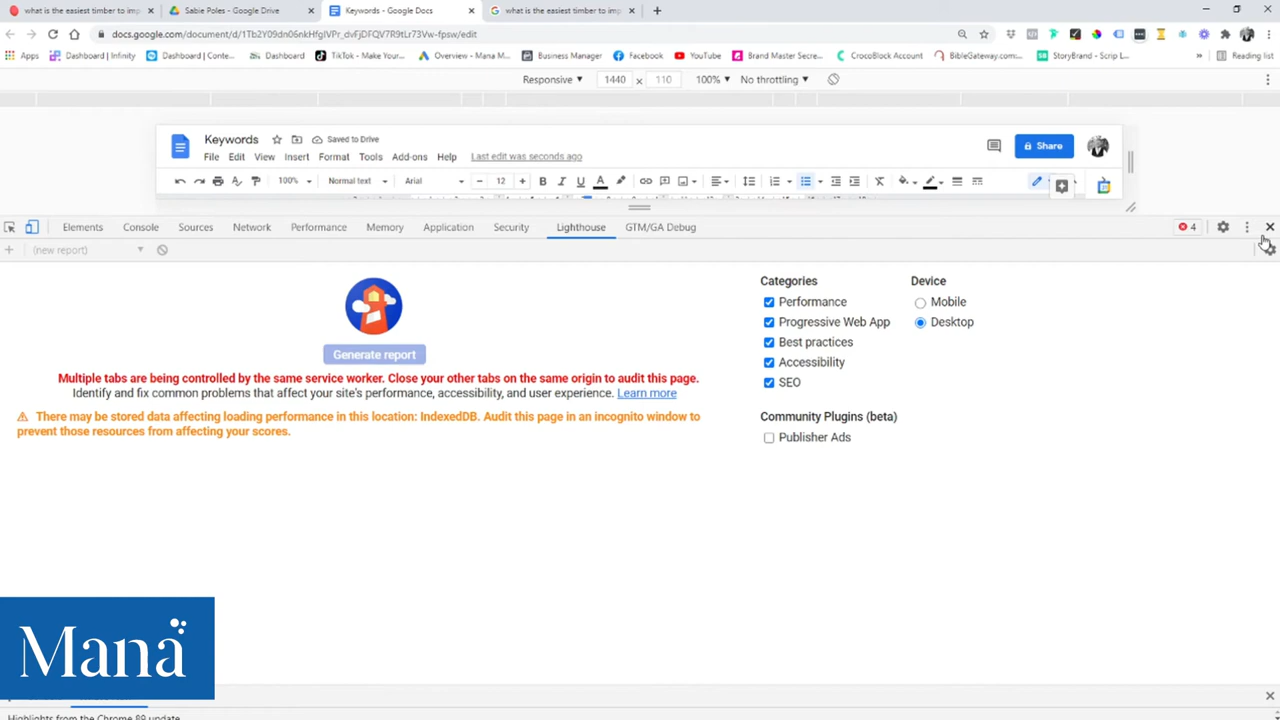 what is the easiest timber to imp
Sabie Poles - Google Drive
Keywords - Google Docs
what is the easiest timber to imp
docs.google.com/document/d/1Tb2Y09dn06nkHfgIVPr_dvFjDFQV7R9tLr73Vw-fpsw/edit
Apps
Dashboard | Infinity
Dashboard | Conte...
Dashboard
TikTok - Make Your...
Overview - Mana M...
Business Manager
Facebook
YouTube
Brand Master Secre...
CrocoBlock Account
BibleGateway.com:...
StoryBrand - Scrip L...
»
Reading list
Responsive
1440 × 110
100%
No throttling
Keywords
Saved to Drive
File Edit View Insert Format Tools Add-ons Help
Last edit was seconds ago
Share
100%
Normal text
Arial
− 12 +
B I U A
Elements Console Sources Network Performance Memory Application Security Lighthouse GTM/GA Debug
4
(new report)
Generate report
Multiple tabs are being controlled by the same service worker. Close your other tabs on the same origin to audit this page.
Identify and fix common problems that affect your site's performance, accessibility, and user experience. Learn more
There may be stored data affecting loading performance in this location: IndexedDB. Audit this page in an incognito window to
prevent those resources from affecting your scores.
Categories
Performance
Progressive Web App
Best practices
Accessibility
SEO
Community Plugins (beta)
Publisher Ads
Device
Mobile
Desktop
Mana
Highlights from the Chrome 89 update